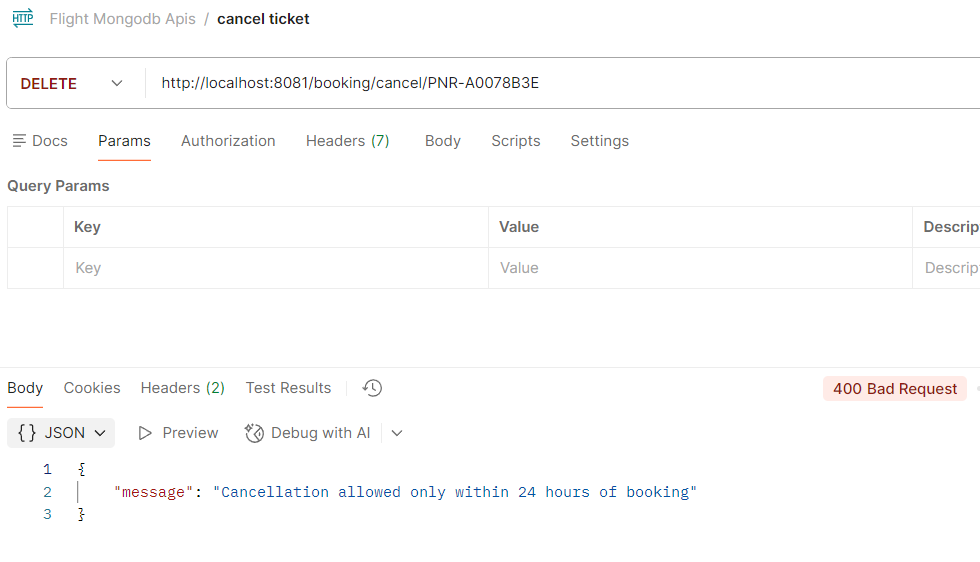 HTTP Flight Mongodb Apis / cancel ticket
DELETE http://localhost:8081/booking/cancel/PNR-A0078B3E
Docs Params Authorization Headers (7) Body Scripts Settings
Query Params
Key Value Descrip
Key Value Descrip
Body Cookies Headers (2) Test Results 400 Bad Request
{} JSON Preview Debug with AI
1 {
2 "message": "Cancellation allowed only within 24 hours of booking"
3 }